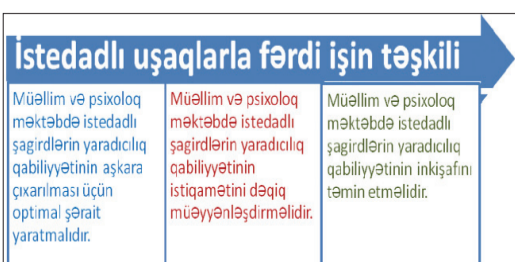 İstedadlı uşaqlarla fərdi işin təşkili
Müəllim və psixoloq
məktəbdə istedadlı
şagirdlərin yaradıcılıq
qabiliyyətinin aşkara
çıxarılması üçün
optimal şərait
yaratmalıdır.
Müəllim və psixoloq
məktəbdə istedadlı
şagirdlərin yaradıcılıq
qabiliyyətinin
istiqamətini dəqiq
müəyyənləşdirməlidir.
Müəllim və psixoloq
məktəbdə istedadlı
şagirdlərin yaradıcılıq
qabiliyyətinin inkişafını
təmin etməlidir.